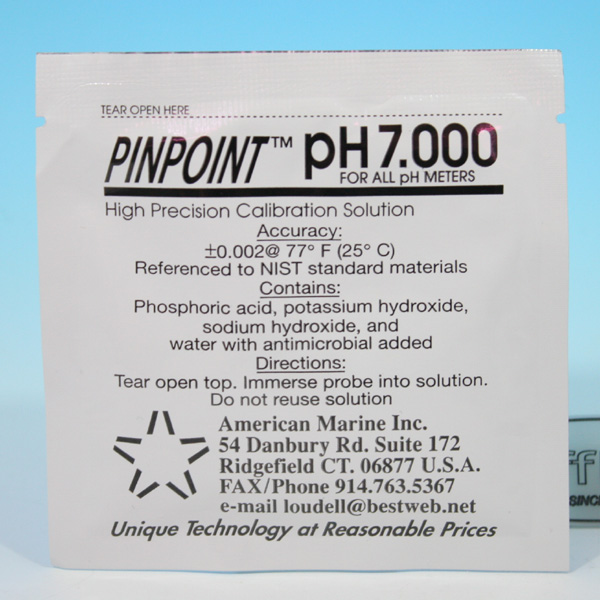 TEAR OPEN HERE
PINPOINT™ pH 7.000
FOR ALL pH METERS
High Precision Calibration Solution
Accuracy:
±0.002@ 77° F (25° C)
Referenced to NIST standard materials
Contains:
Phosphoric acid, potassium hydroxide,
sodium hydroxide, and
water with antimicrobial added
Directions:
Tear open top. Immerse probe into solution.
Do not reuse solution
American Marine Inc.
54 Danbury Rd. Suite 172
Ridgefield CT. 06877 U.S.A.
FAX/Phone 914.763.5367
e-mail loudell@bestweb.net
Unique Technology at Reasonable Prices
SINCE